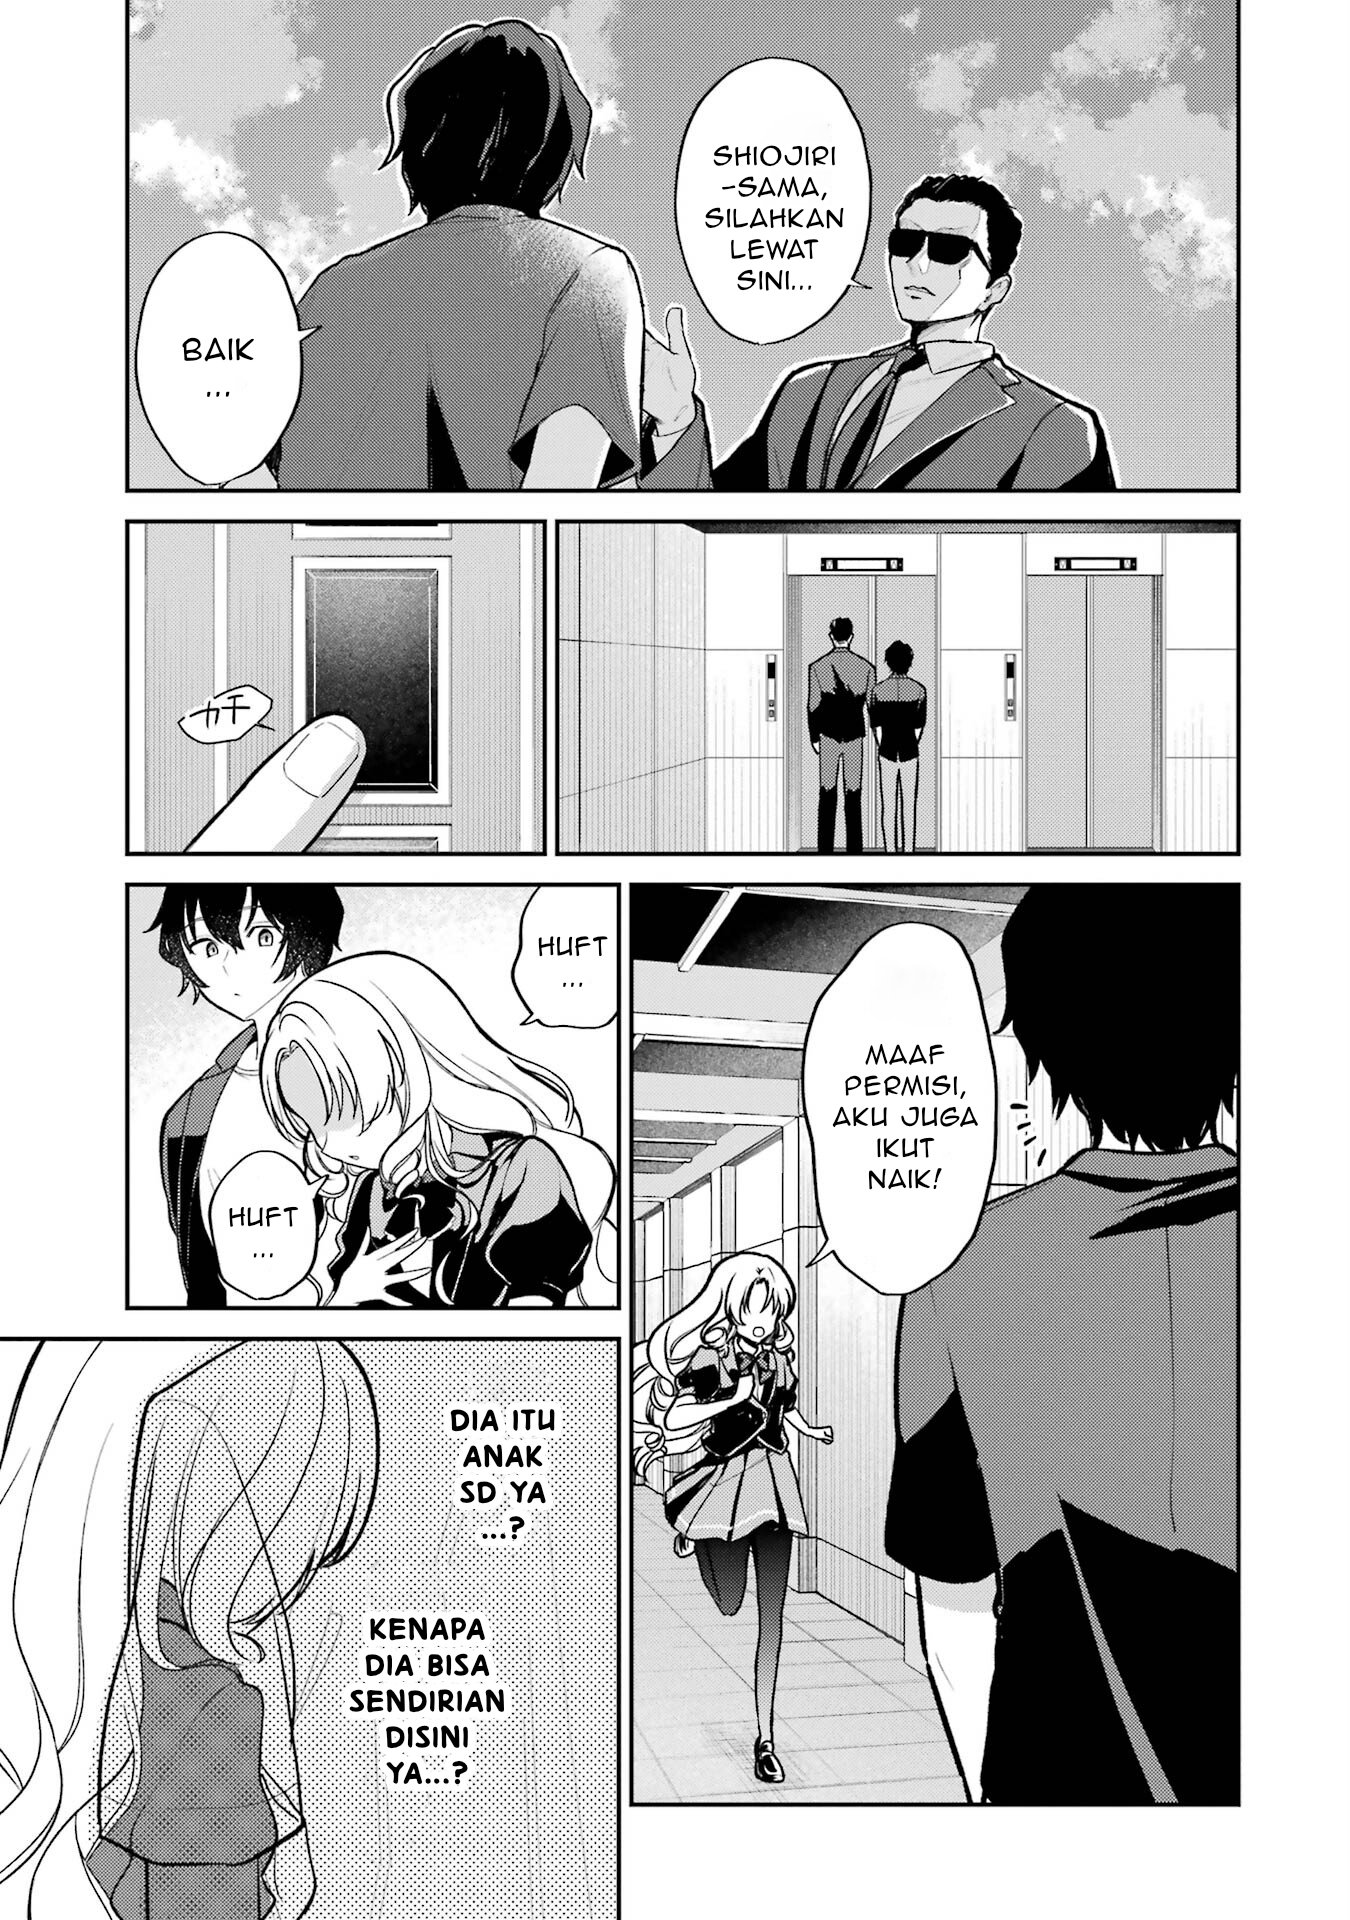 SHIOJIRI
-SAMA,
SILAHKAN
LEWAT
SINI...
BAIK
...
カチ
MAAF
PERMISI,
AKU JUGA
IKUT
NAIK!
HUFT
...
HUFT
...
DIA ITU
ANAK
SD YA
...?
KENAPA
DIA BISA
SENDIRIAN
DISINI
YA...?